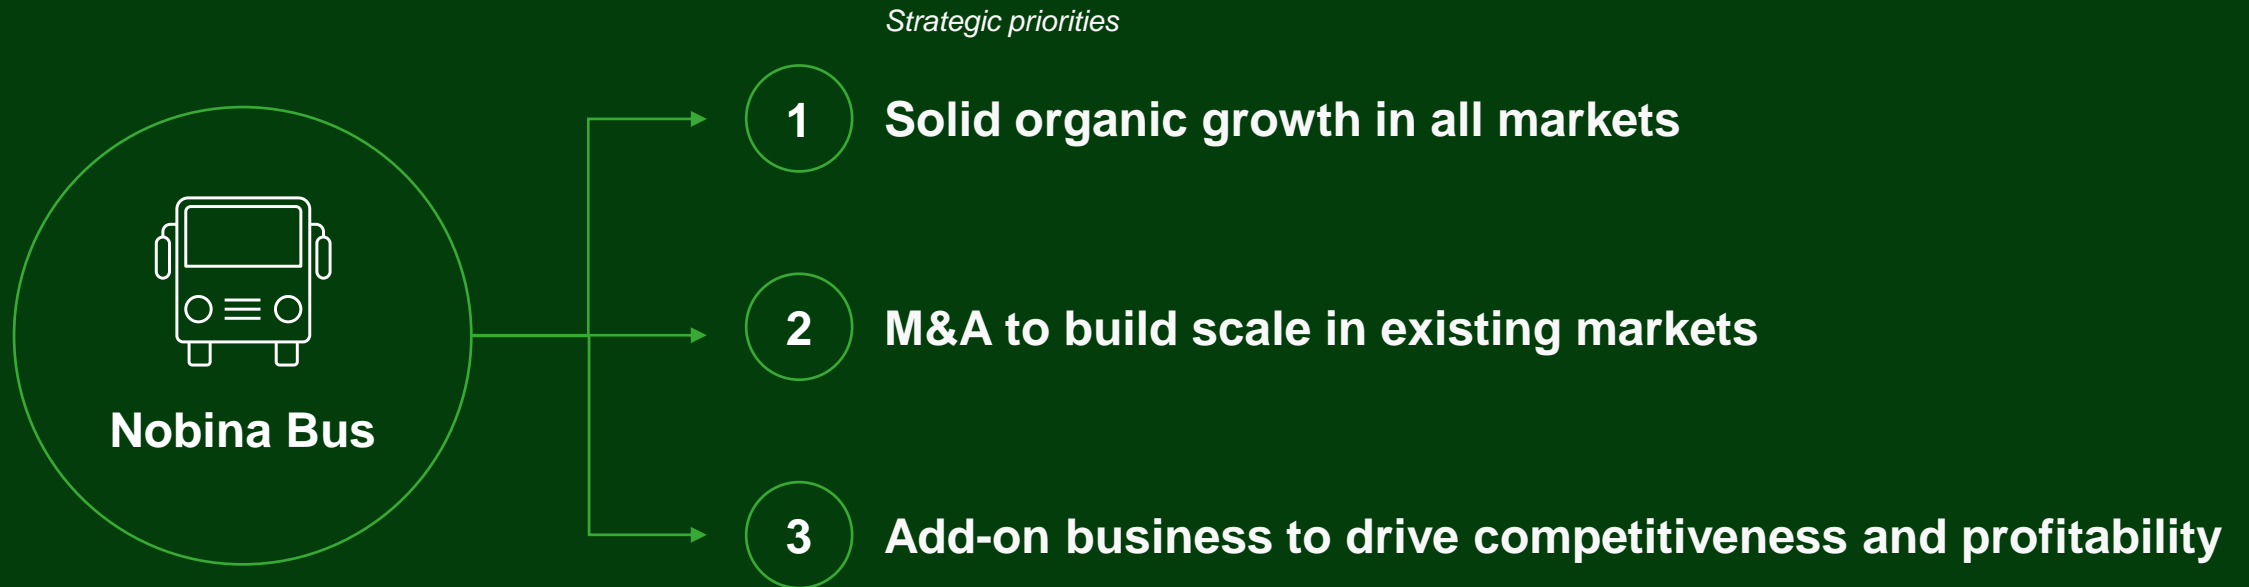 Strategic priorities
1 Solid organic growth in all markets
2 M&A to build scale in existing markets
Nobina Bus
3 Add-on business to drive competitiveness and profitability